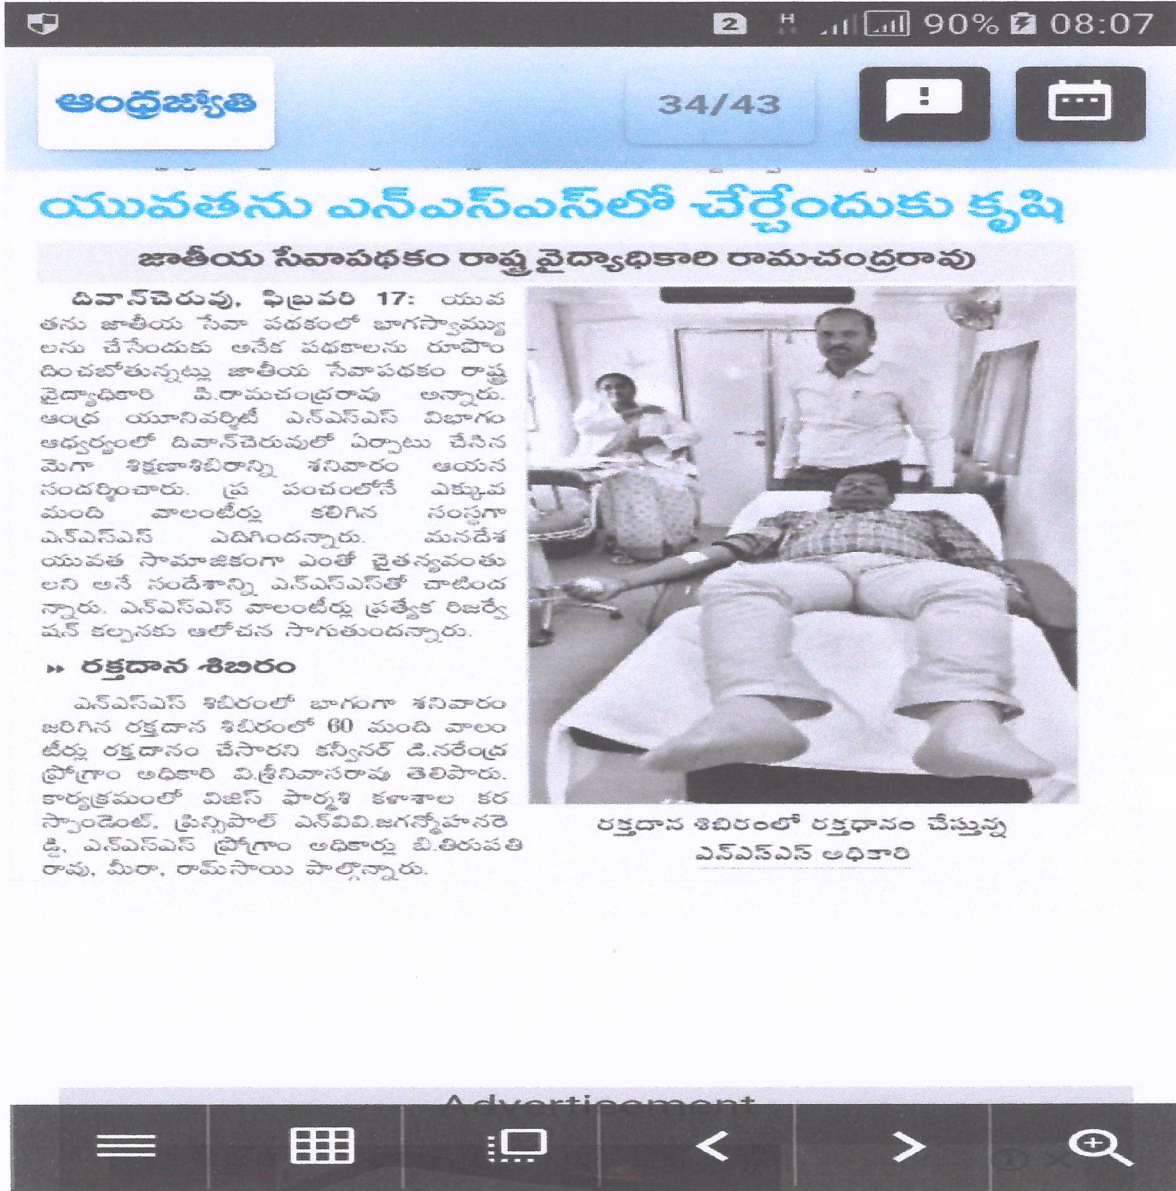 2 H 90% 08:07
ఆంధ్రజ్యోతి 34/43
యువతను ఎన్ఎస్ఎస్‌లో చేర్చేందుకు కృషి
జాతీయ సేవాపథకం రాష్ట్ర వైద్యాధికారి రామచంద్రరావు
దివాన్‌చెరువు, ఫిబ్రవరి 17: యువ
తను జాతీయ సేవా పథకంలో భాగస్వామ్యు
లను చేసేందుకు అనేక పథకాలను రూపొం
దించబోతున్నట్లు జాతీయ సేవాపథకం రాష్ట్ర
వైద్యాధికారి పి.రామచంద్రరావు అన్నారు.
ఆంధ్ర యూనివర్శిటీ ఎన్ఎస్ఎస్ విభాగం
ఆధ్వర్యంలో దివాన్‌చెరువులో ఏర్పాటు చేసిన
మెగా శిక్షణాశిబిరాన్ని శనివారం ఆయన
సందర్శించారు. ప్ర పంచంలోనే ఎక్కువ
మంది వాలంటీర్లు కలిగిన సంస్థగా
ఎన్ఎస్ఎస్ ఎదిగిందన్నారు. మనదేశ
యువత సామాజికంగా ఎంతో చైతన్యవంతు
లని అనే సందేశాన్ని ఎన్ఎస్ఎస్‌తో చాటింద
న్నారు. ఎన్ఎస్ఎస్ వాలంటీర్లు ప్రత్యేక రిజర్వే
షన్ కల్పనకు ఆలోచన సాగుతుందన్నారు.
» రక్తదాన శిబిరం
ఎన్ఎస్ఎస్ శిబిరంలో భాగంగా శనివారం
జరిగిన రక్తదాన శిబిరంలో 60 మంది వాలం
టీర్లు రక్తదానం చేసారని కన్వీనర్ డి.నరేంద్ర
ప్రోగ్రాం అధికారి వి.శ్రీనివాసరావు తెలిపారు.
కార్యక్రమంలో విజిస్ ఫార్మశి కళాశాల కర
స్పాండెంట్, ప్రిన్సిపాల్ ఎన్‌వివి.జగన్మోహనరె
డ్డి, ఎన్ఎస్ఎస్ ప్రోగ్రాం అధికార్లు బి.తిరుపతి
రావు, మీరా, రామ్‌సాయి పాల్గొన్నారు.
రక్తదాన శిబిరంలో రక్తధానం చేస్తున్న
ఎన్ఎస్ఎస్ అధికారి
Advertisement